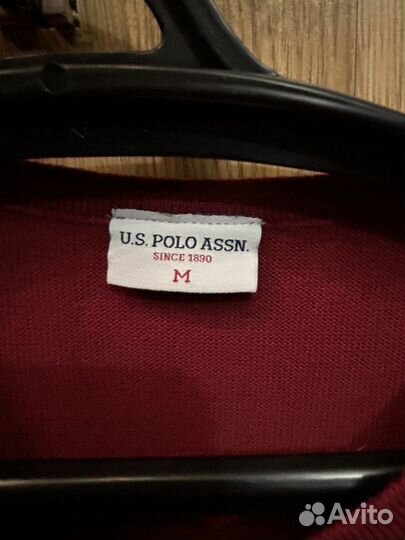 U.S. POLO ASSN.
SINCE 1890
M
Avito